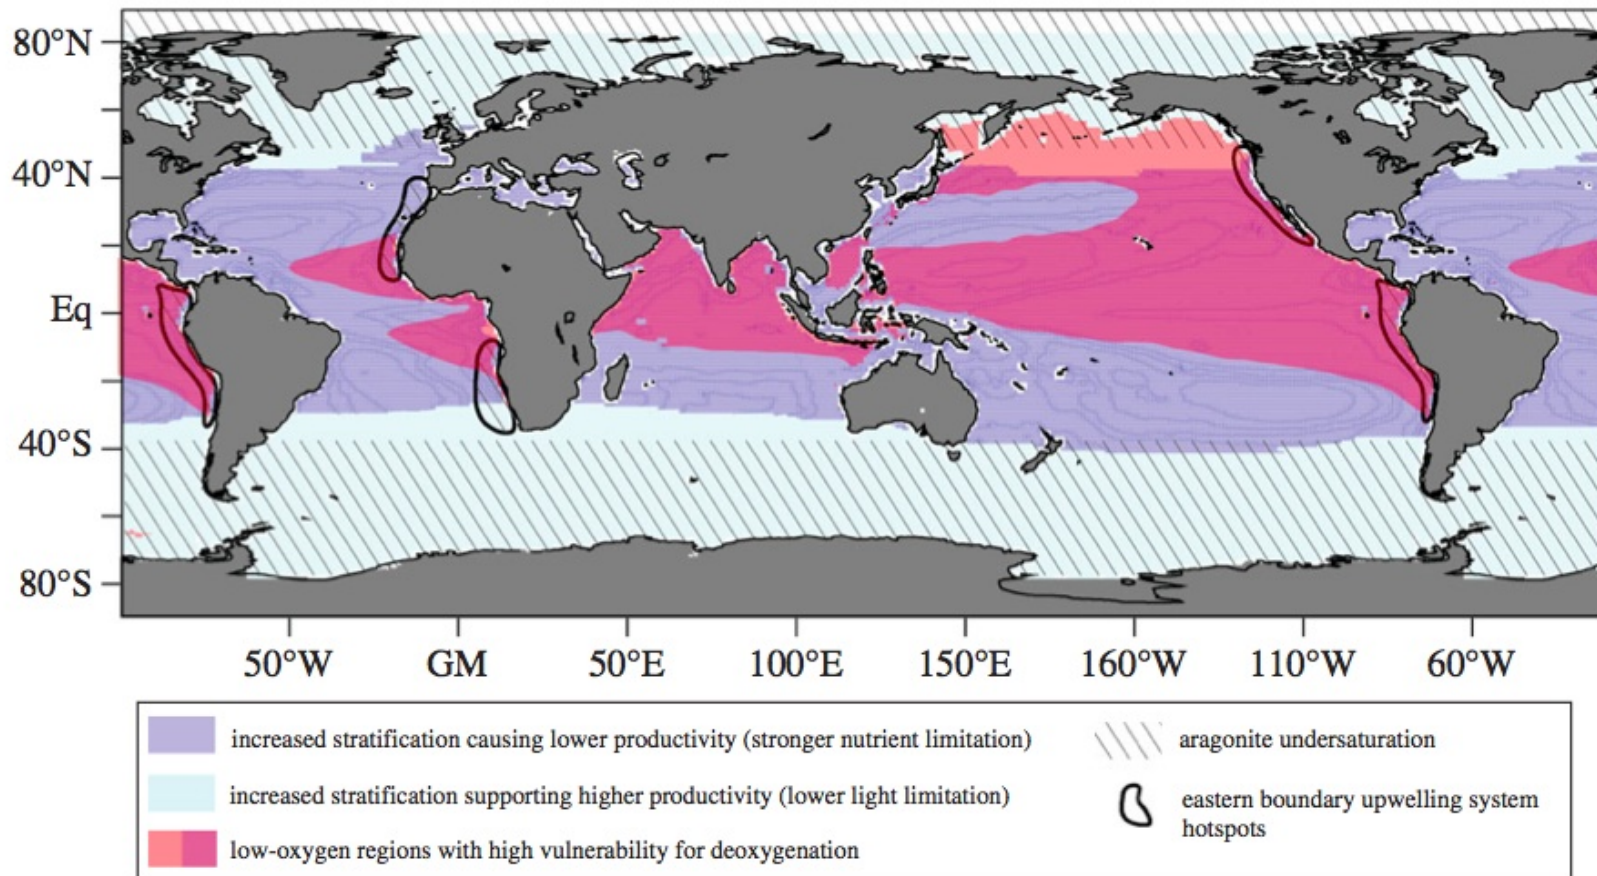 80°N
40°N
Eq
40°S
80°S
50°W GM 50°E 100°E 150°E 160°W 110°W 60°W
increased stratification causing lower productivity (stronger nutrient limitation)
aragonite undersaturation
increased stratification supporting higher productivity (lower light limitation)
eastern boundary upwelling system
hotspots
low-oxygen regions with high vulnerability for deoxygenation